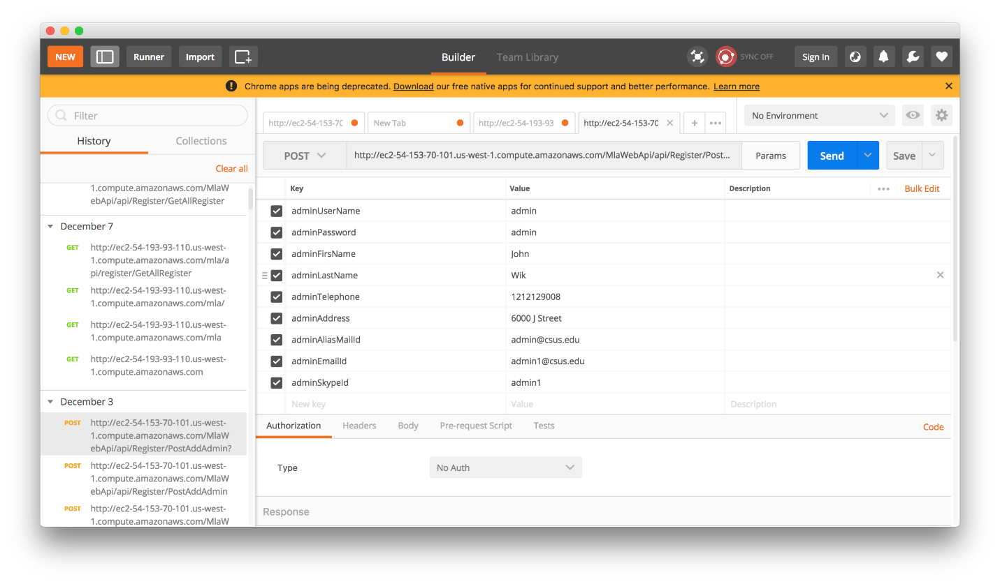 NEW
Runner
Import
Builder
Team Library
SYNC OFF
Sign In
Chrome apps are being deprecated. Download our free native apps for continued support and better performance. Learn more
Filter
History
Collections
Clear all
1.compute.amazonaws.com/MlaW
ebApi/api/Register/GetAllRegister
December 7
GET http://ec2-54-193-93-110.us-west-
1.compute.amazonaws.com/mla/a
pi/register/GetAllRegister
GET http://ec2-54-193-93-110.us-west-
1.compute.amazonaws.com/mla/
GET http://ec2-54-193-93-110.us-west-
1.compute.amazonaws.com/mla
GET http://ec2-54-193-93-110.us-west-
1.compute.amazonaws.com
December 3
POST http://ec2-54-153-70-101.us-west-
1.compute.amazonaws.com/MlaW
ebApi/api/Register/PostAddAdmin?
POST http://ec2-54-153-70-101.us-west-
1.compute.amazonaws.com/MlaW
ebApi/api/Register/PostAddAdmin
POST http://ec2-54-153-70-101.us-west-
1.compute.amazonaws.com/MlaW
http://ec2-54-153-70
New Tab
http://ec2-54-193-93
http://ec2-54-153-70
No Environment
POST
http://ec2-54-153-70-101.us-west-1.compute.amazonaws.com/MlaWebApi/api/Register/Post...
Params
Send
Save
Key Value Description Bulk Edit
adminUserName admin
adminPassword admin
adminFirsName John
adminLastName Wik
adminTelephone 1212129008
adminAddress 6000 J Street
adminAliasMailId admin@csus.edu
adminEmailId admin1@csus.edu
adminSkypeId admin1
New key Value Description
Authorization Headers Body Pre-request Script Tests Code
Type No Auth
Response